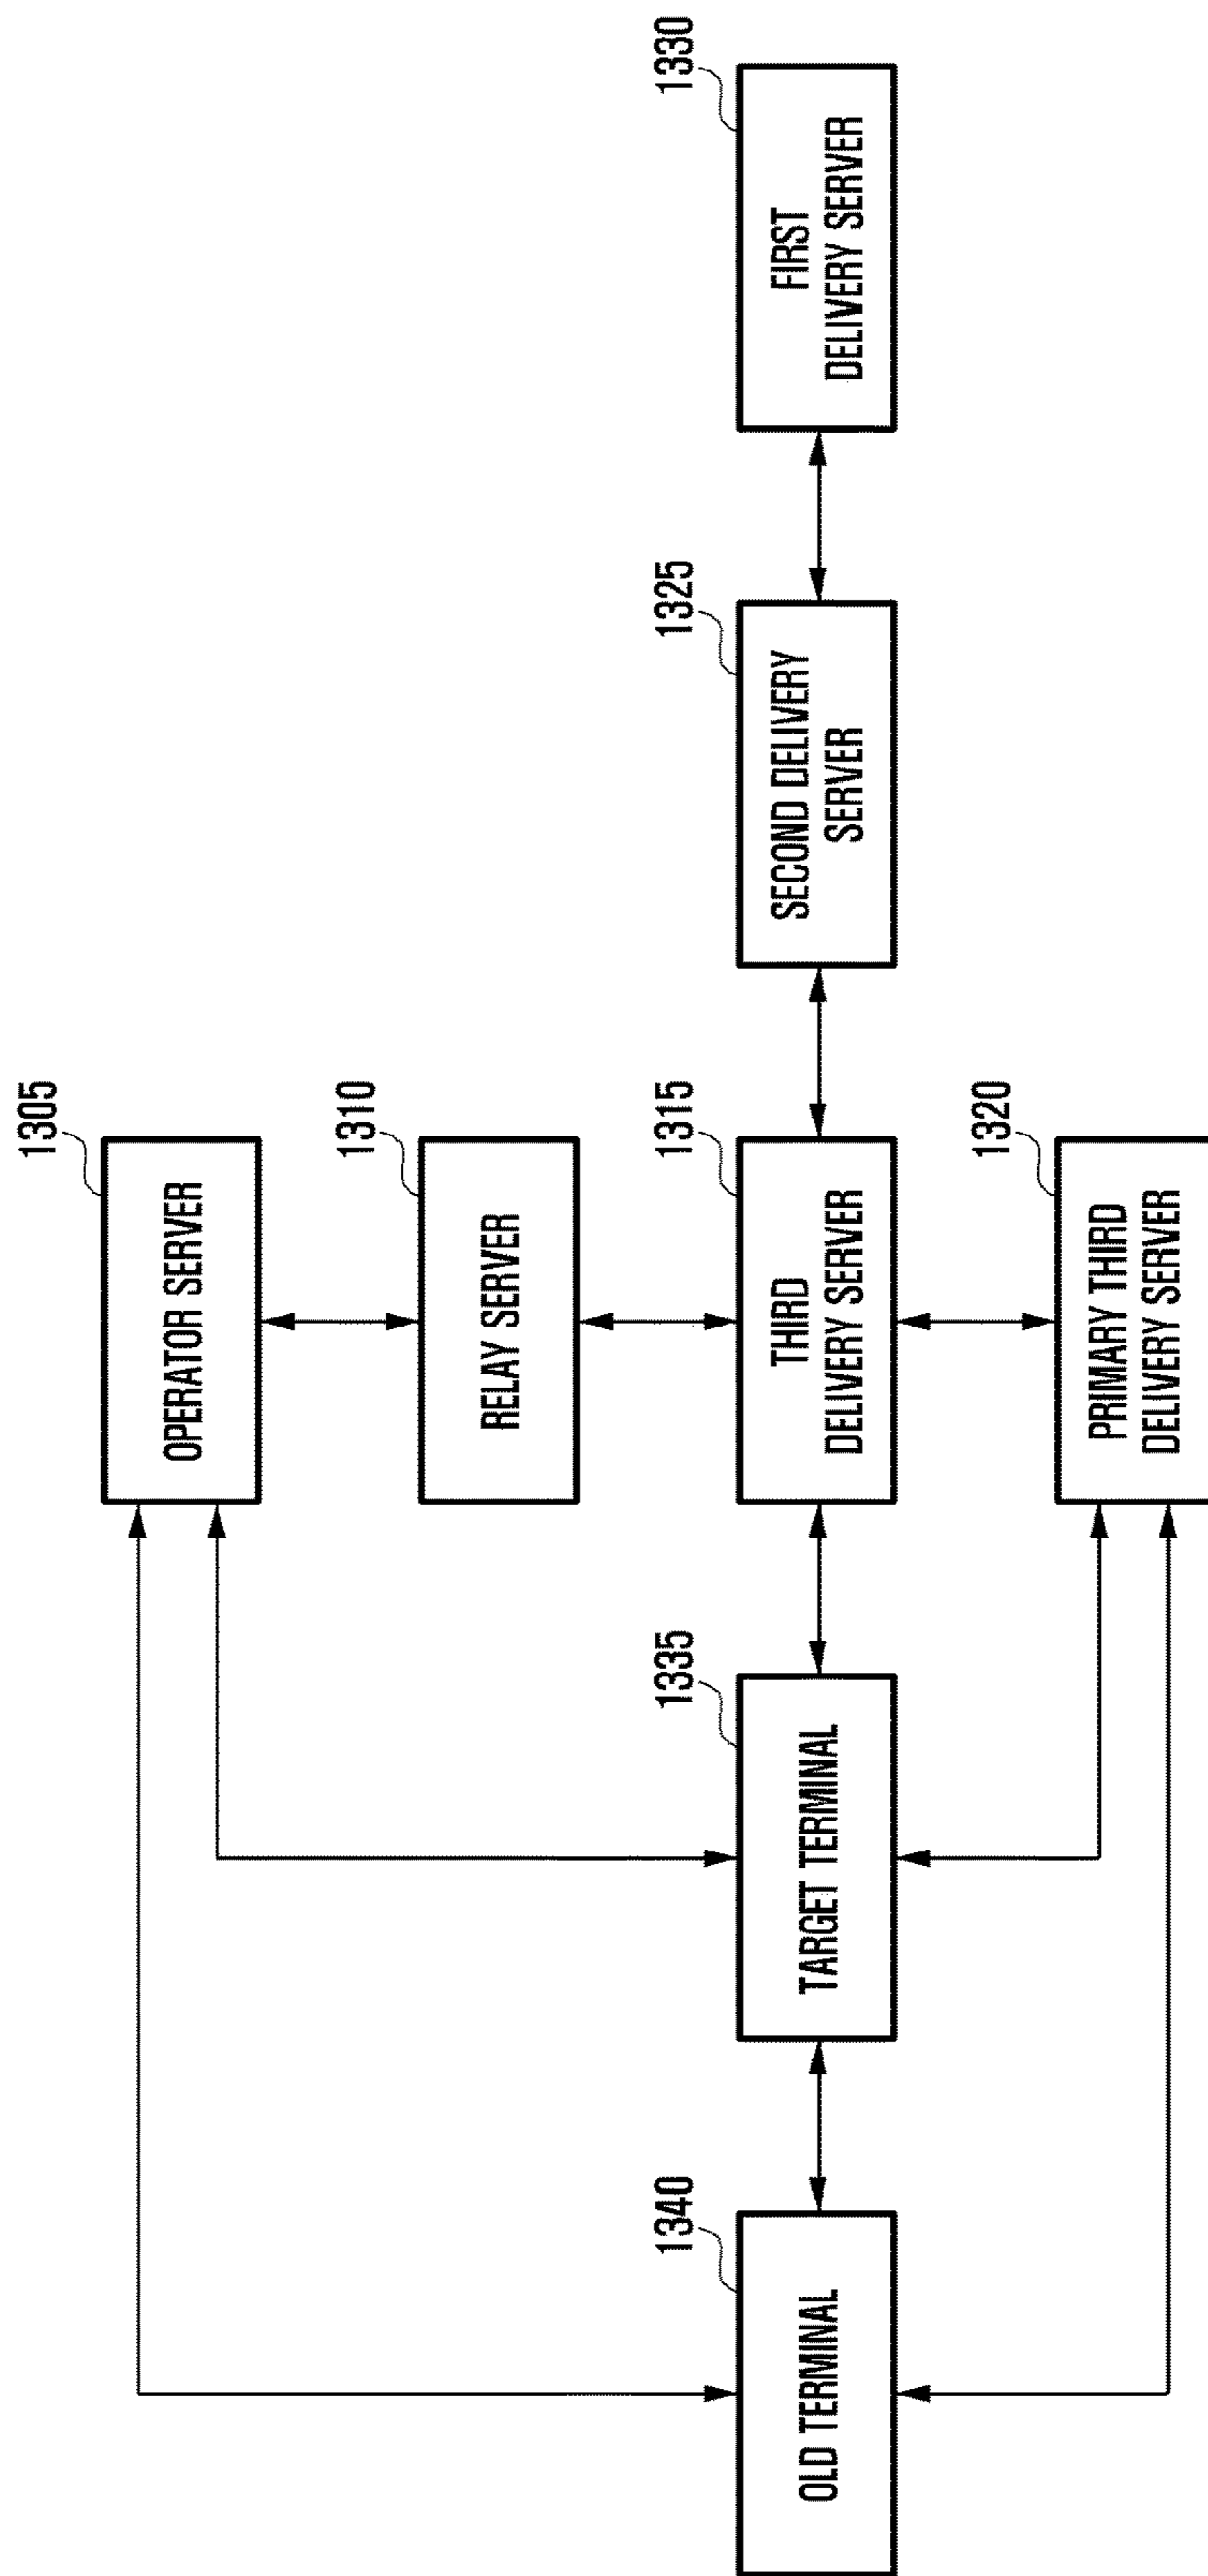 1305
OPERATOR SERVER
1310
RELAY SERVER
1340
OLD TERMINAL
1335
TARGET TERMINAL
1315
THIRD
DELIVERY SERVER
1325
SECOND DELIVERY
SERVER
1330
FIRST
DELIVERY SERVER
1320
PRIMARY THIRD
DELIVERY SERVER